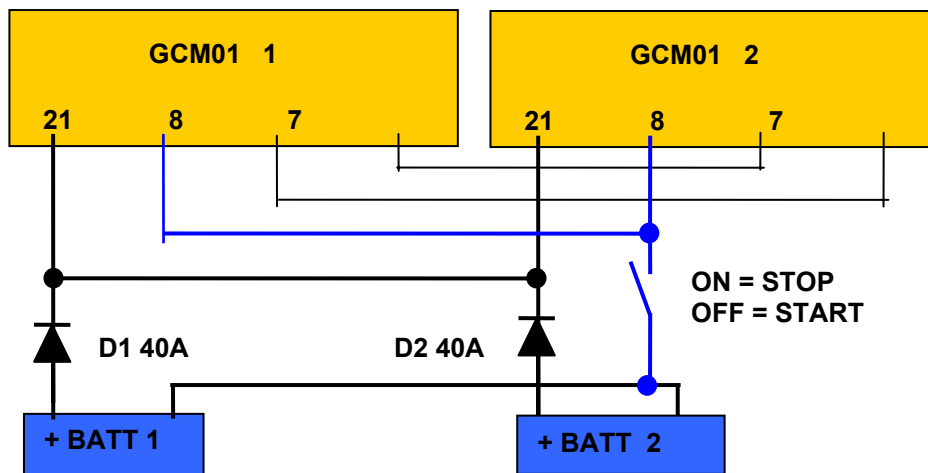 GCM01 1
GCM01 2
21 8 7
21 8 7
ON = STOP
OFF = START
D1 40A
D2 40A
+ BATT 1
+ BATT 2